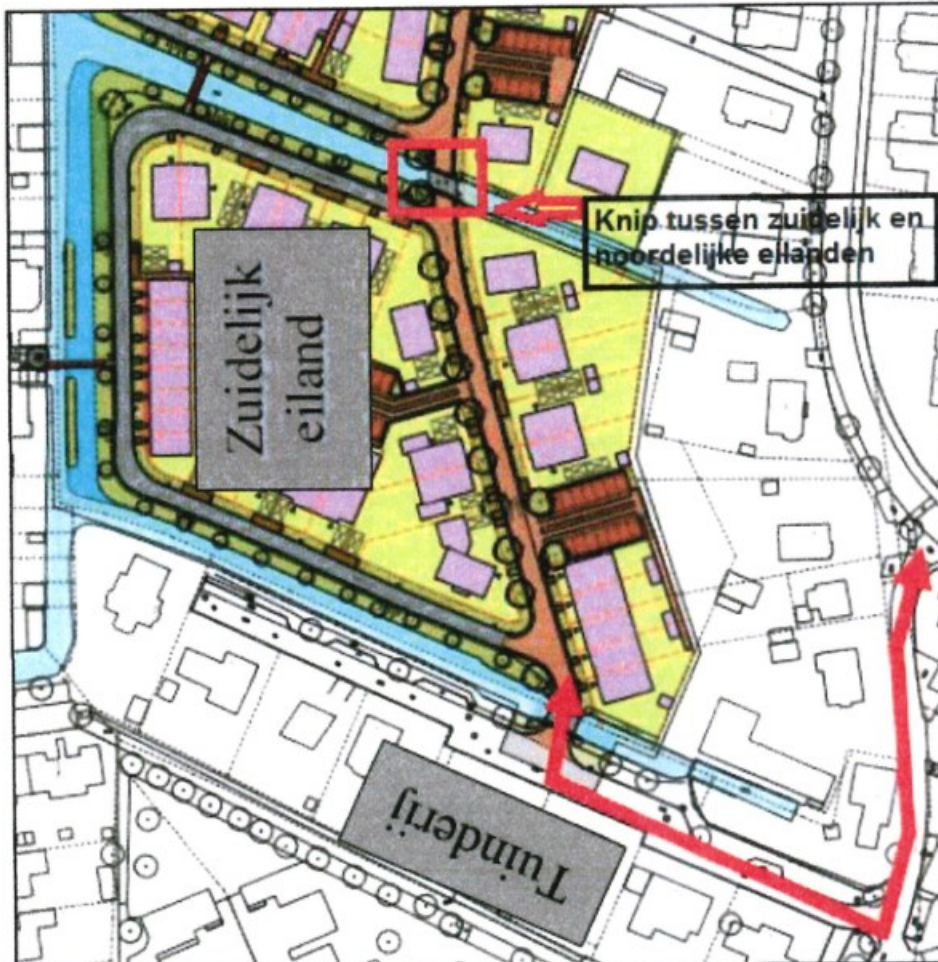 Knip tussen zuidelijk en
noordelijke eilanden
Zuidelijk
eiland
Tuinderij